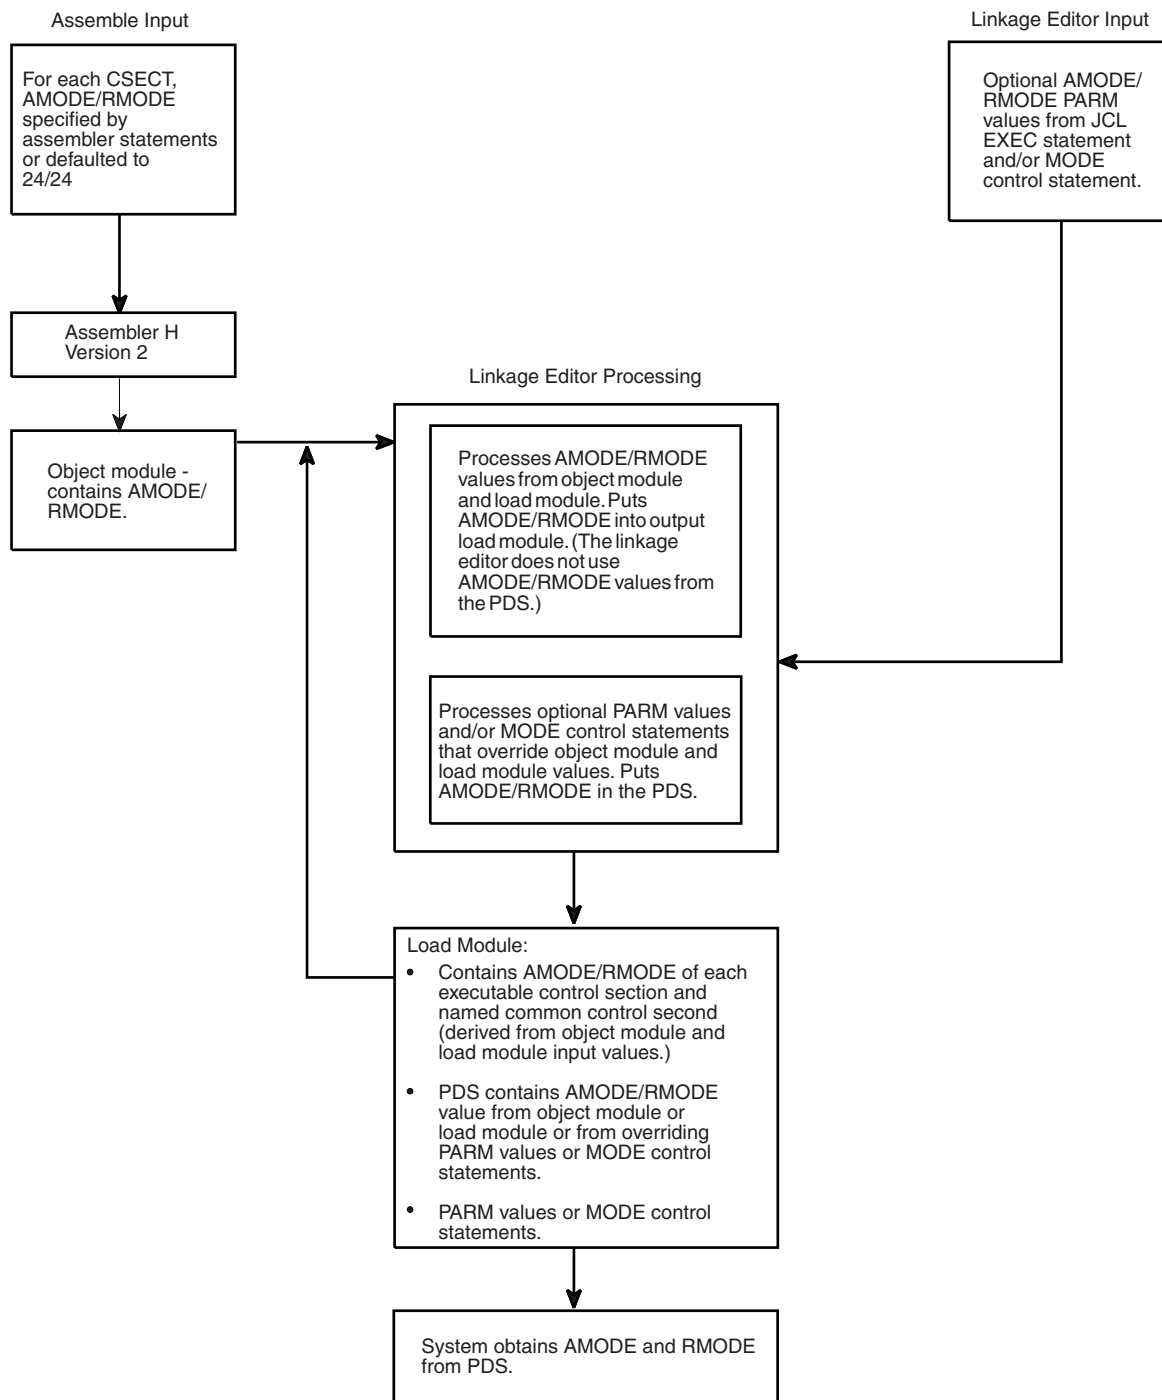 Assemble Input
For each CSECT,
AMODE/RMODE
specified by
assembler statements
or defaulted to
24/24
Assembler H
Version 2
Object module -
contains AMODE/
RMODE.
Linkage Editor Input
Optional AMODE/
RMODE PARM
values from JCL
EXEC statement
and/or MODE
control statement.
Linkage Editor Processing
Processes AMODE/RMODE
values from object module
and load module. Puts
AMODE/RMODE into output
load module. (The linkage
editor does not use
AMODE/RMODE values from
the PDS.)
Processes optional PARM values
and/or MODE control statements
that override object module and
load module values. Puts
AMODE/RMODE in the PDS.
Load Module:
• Contains AMODE/RMODE of each
executable control section and
named common control second
(derived from object module and
load module input values.)
• PDS contains AMODE/RMODE
value from object module or
load module or from overriding
PARM values or MODE control
statements.
• PARM values or MODE control
statements.
System obtains AMODE and RMODE
from PDS.